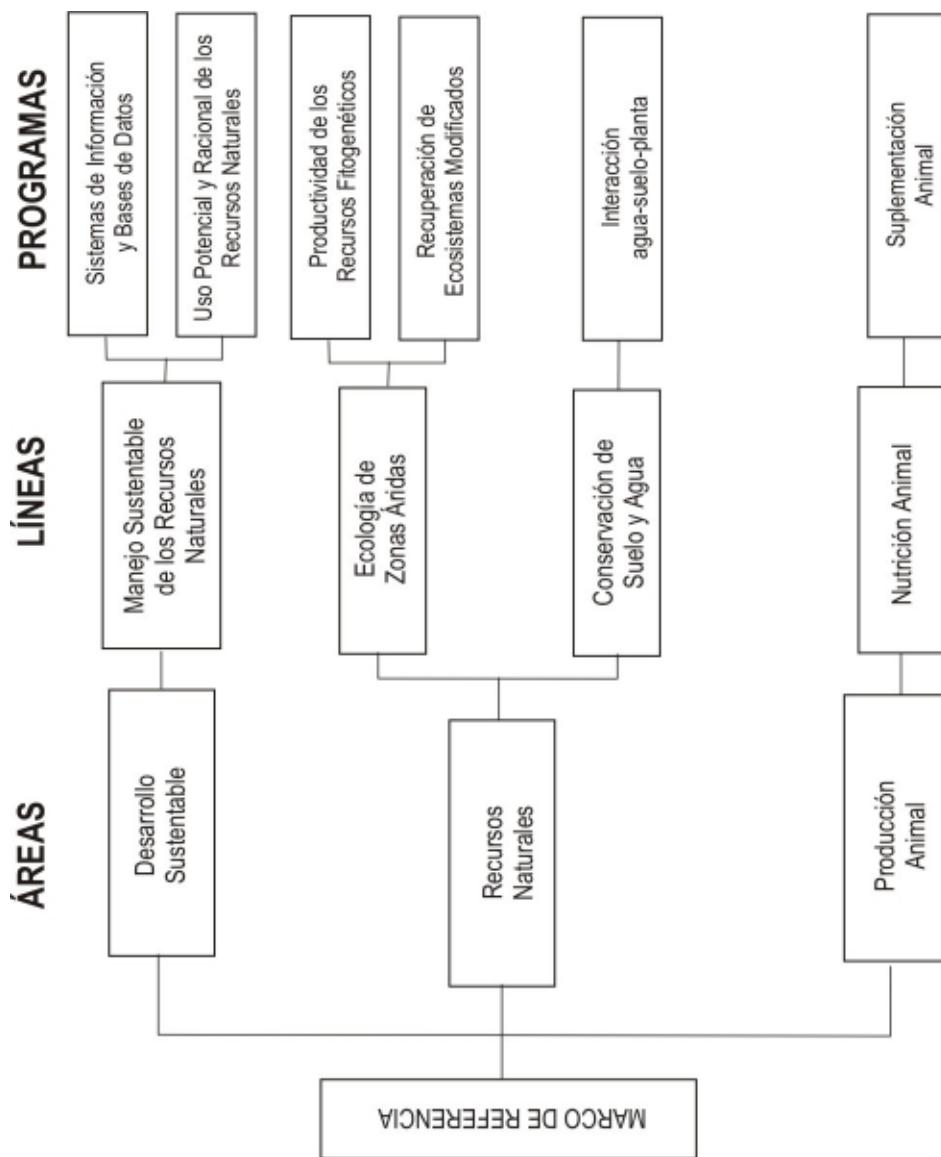 ÁREAS
LÍNEAS
PROGRAMAS
MARCO DE REFERENCIA
Desarrollo
Sustentable
Manejo Sustentable
de los Recursos
Naturales
Sistemas de Información
y Bases de Datos
Uso Potencial y Racional de los
Recursos Naturales
Recursos
Naturales
Ecología de
Zonas Áridas
Productividad de los
Recursos Fitogenéticos
Recuperación de
Ecosistemas Modificados
Conservación de
Suelo y Agua
Interacción
agua-suelo-planta
Producción
Animal
Nutrición Animal
Suplementación
Animal